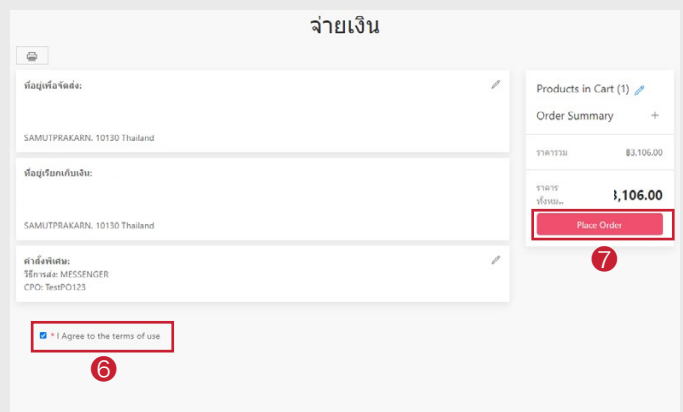 จ่ายเงิน
ที่อยู่เพื่อจัดส่ง:
SAMUTPRAKARN, 10130 Thailand
ที่อยู่เรียกเก็บเงิน:
SAMUTPRAKARN, 10130 Thailand
คำสั่งพิเศษ:
วิธีการส่ง: MESSENGER
CPO: TestPO123
* I Agree to the terms of use
6
Products in Cart (1)
Order Summary +
ราคารวม ฿3,106.00
ราคาร
ทั้งหม... 3,106.00
Place Order
7